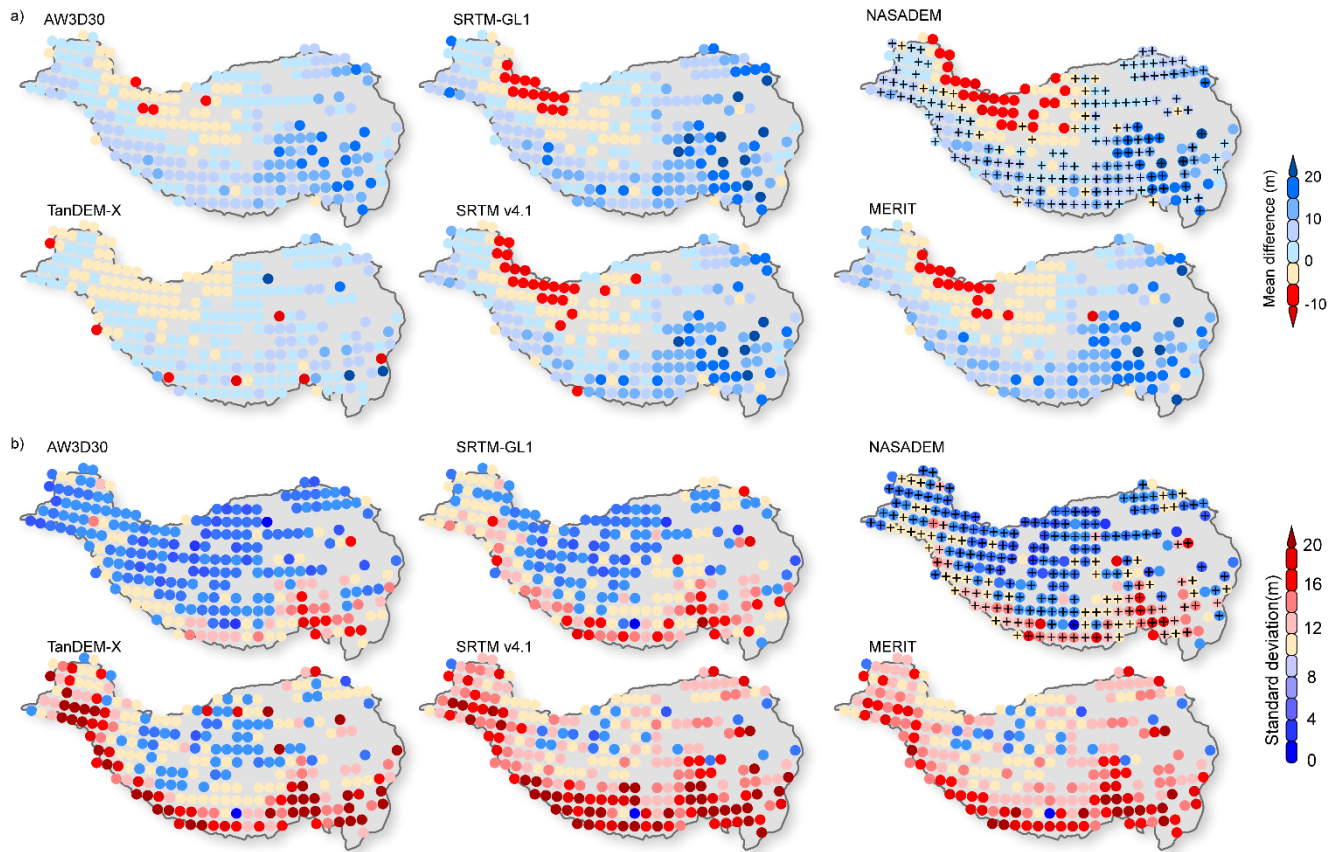 a)
AW3D30
SRTM-GL1
NASADEM
TanDEM-X
SRTM v4.1
MERIT
20
10
0
-10
Mean difference (m)
b)
AW3D30
SRTM-GL1
NASADEM
TanDEM-X
SRTM v4.1
MERIT
20
16
12
8
4
0
Standard deviation(m)